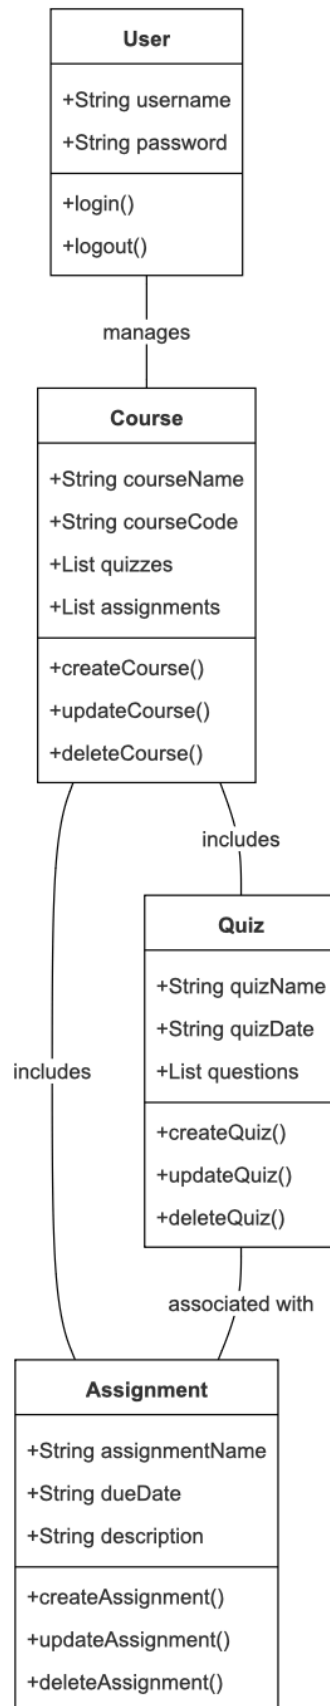 User
+String username
+String password
+login()
+logout()
manages
Course
+String courseName
+String courseCode
+List quizzes
+List assignments
+createCourse()
+updateCourse()
+deleteCourse()
includes
Quiz
+String quizName
+String quizDate
+List questions
includes
+createQuiz()
+updateQuiz()
+deleteQuiz()
associated with
Assignment
+String assignmentName
+String dueDate
+String description
+createAssignment()
+updateAssignment()
+deleteAssignment()